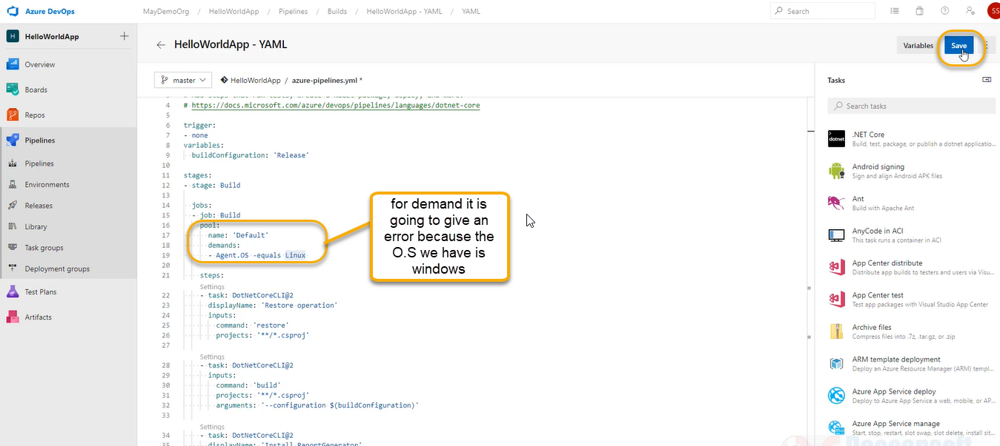 Azure DevOps
MayDemoOrg / HelloWorldApp / Pipelines / Builds / HelloWorldApp - YAML / YAML
Search
SS
H HelloWorldApp
HelloWorldApp - YAML
Variables
Save
Overview
Boards
Repos
Pipelines
Pipelines
Environments
Releases
Library
Task groups
Deployment groups
Test Plans
Artifacts
master
HelloWorldApp / azure-pipelines.yml *
4 # https://docs.microsoft.com/azure/devops/pipelines/languages/dotnet-core
5
6 trigger:
7 - none
8 variables:
9 buildConfiguration: 'Release'
10
11 stages:
12 - stage: Build
13
14 jobs:
15 - job: Build
16 pool:
17 name: 'Default'
18 demands:
19 - Agent.OS -equals Linux
20
21 steps:
Settings
22 - task: DotNetCoreCLI@2
23 displayName: 'Restore operation'
24 inputs:
25 command: 'restore'
26 projects: '**/*.csproj'
27
Settings
28 - task: DotNetCoreCLI@2
29 inputs:
30 command: 'build'
31 projects: '**/*.csproj'
32 arguments: '--configuration $(buildConfiguration)'
33
Settings
34 - task: DotNetCoreCLI@2
35 displayName: 'Install ReportGenerator'
for demand it is
going to give an
error because the
O.S we have is
windows
Tasks
Search tasks
dotnet
.NET Core
Build, test, package, or publish a dotnet applicatio...
Android signing
Sign and align Android APK files
Ant
Build with Apache Ant
AnyCode in ACI
This task runs a container in ACI
App Center distribute
Distribute app builds to testers and users via Visu...
App Center test
Test app packages with Visual Studio App Center
Archive files
Compress files into .7z, .tar.gz, or .zip
ARM template deployment
Deploy an Azure Resource Manager (ARM) templ...
Azure App Service deploy
Deploy to Azure App Service a web, mobile, or AP...
Azure App Service manage
Start, stop, restart, slot swap, slot delete, install sit...